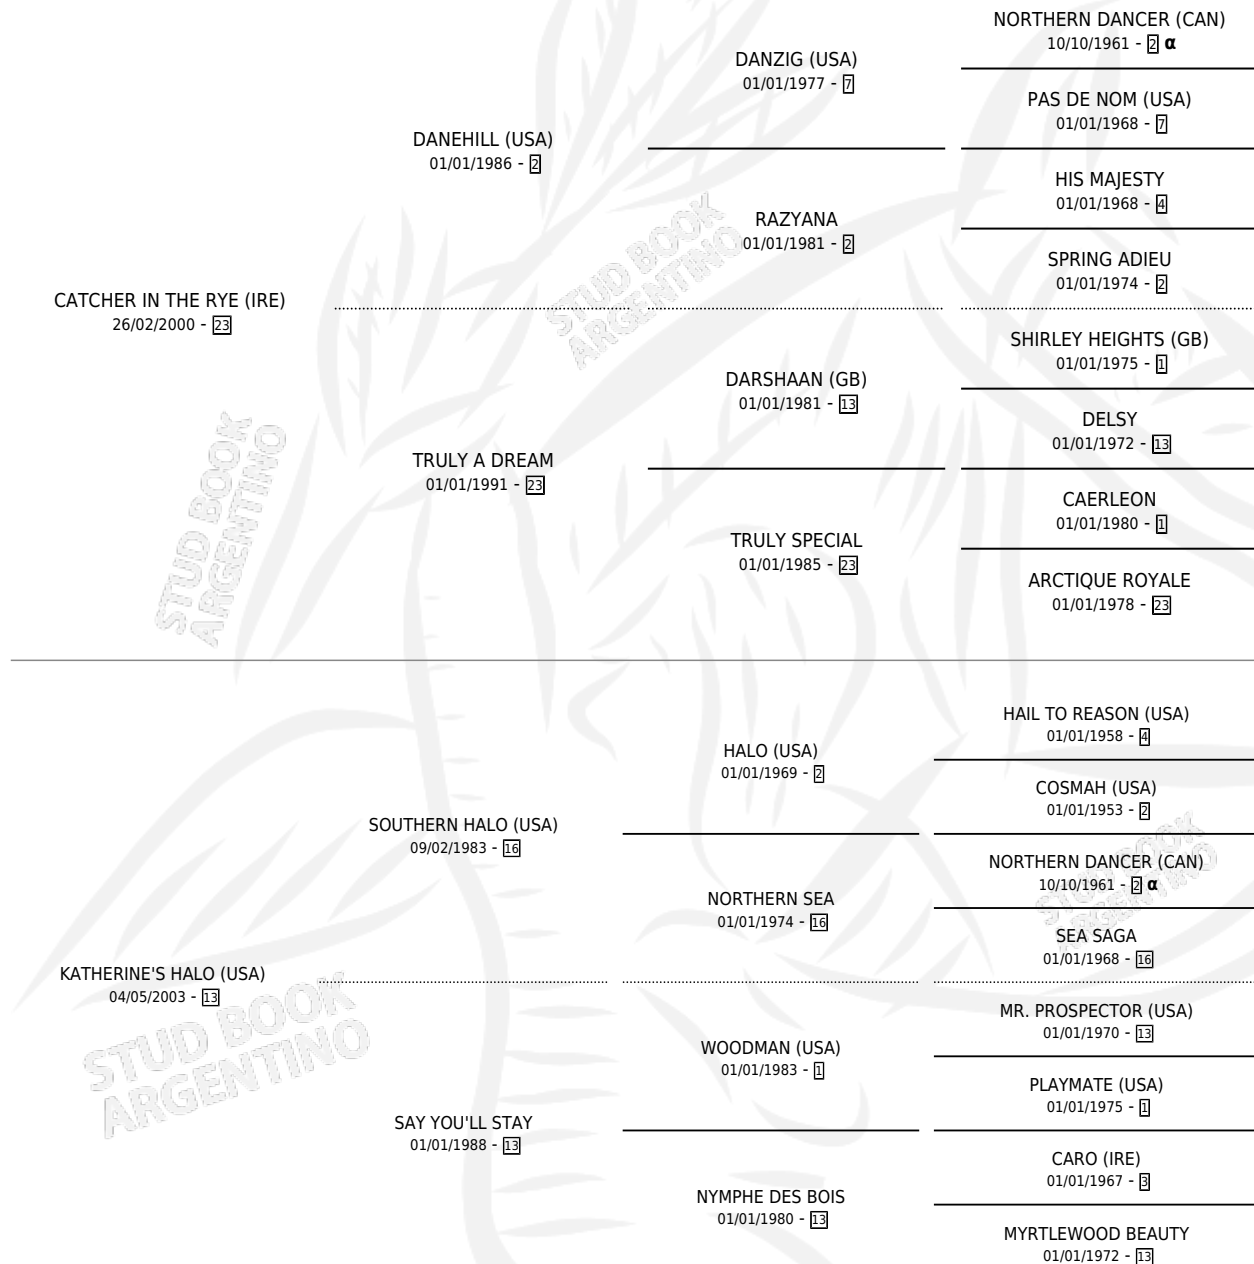 NORTHERN DANCER (CAN)
10/10/1961 - 2 α
DANZIG (USA)
01/01/1977 - 7
PAS DE NOM (USA)
01/01/1968 - 7
DANEHILL (USA)
01/01/1986 - 2
HIS MAJESTY
01/01/1968 - 4
RAZYANA
01/01/1981 - 2
SPRING ADIEU
01/01/1974 - 2
CATCHER IN THE RYE (IRE)
26/02/2000 - 23
SHIRLEY HEIGHTS (GB)
01/01/1975 - 1
DARSHAAN (GB)
01/01/1981 - 13
DELSY
01/01/1972 - 13
TRULY A DREAM
01/01/1991 - 23
CAERLEON
01/01/1980 - 1
TRULY SPECIAL
01/01/1985 - 23
ARCTIQUE ROYALE
01/01/1978 - 23
HAIL TO REASON (USA)
01/01/1958 - 4
HALO (USA)
01/01/1969 - 2
COSMAH (USA)
01/01/1953 - 2
SOUTHERN HALO (USA)
09/02/1983 - 16
NORTHERN DANCER (CAN)
10/10/1961 - 2 α
NORTHERN SEA
01/01/1974 - 16
SEA SAGA
01/01/1968 - 16
KATHERINE'S HALO (USA)
04/05/2003 - 13
MR. PROSPECTOR (USA)
01/01/1970 - 13
WOODMAN (USA)
01/01/1983 - 1
PLAYMATE (USA)
01/01/1975 - 1
SAY YOU'LL STAY
01/01/1988 - 13
CARO (IRE)
01/01/1967 - 3
NYMPHE DES BOIS
01/01/1980 - 13
MYRTLEWOOD BEAUTY
01/01/1972 - 13
STUD BOOK
ARGENTINO
STUD BOOK
ARGENTINO
STUD BOOK
ARGENTINO
STUD BOOK
ARGENTINO